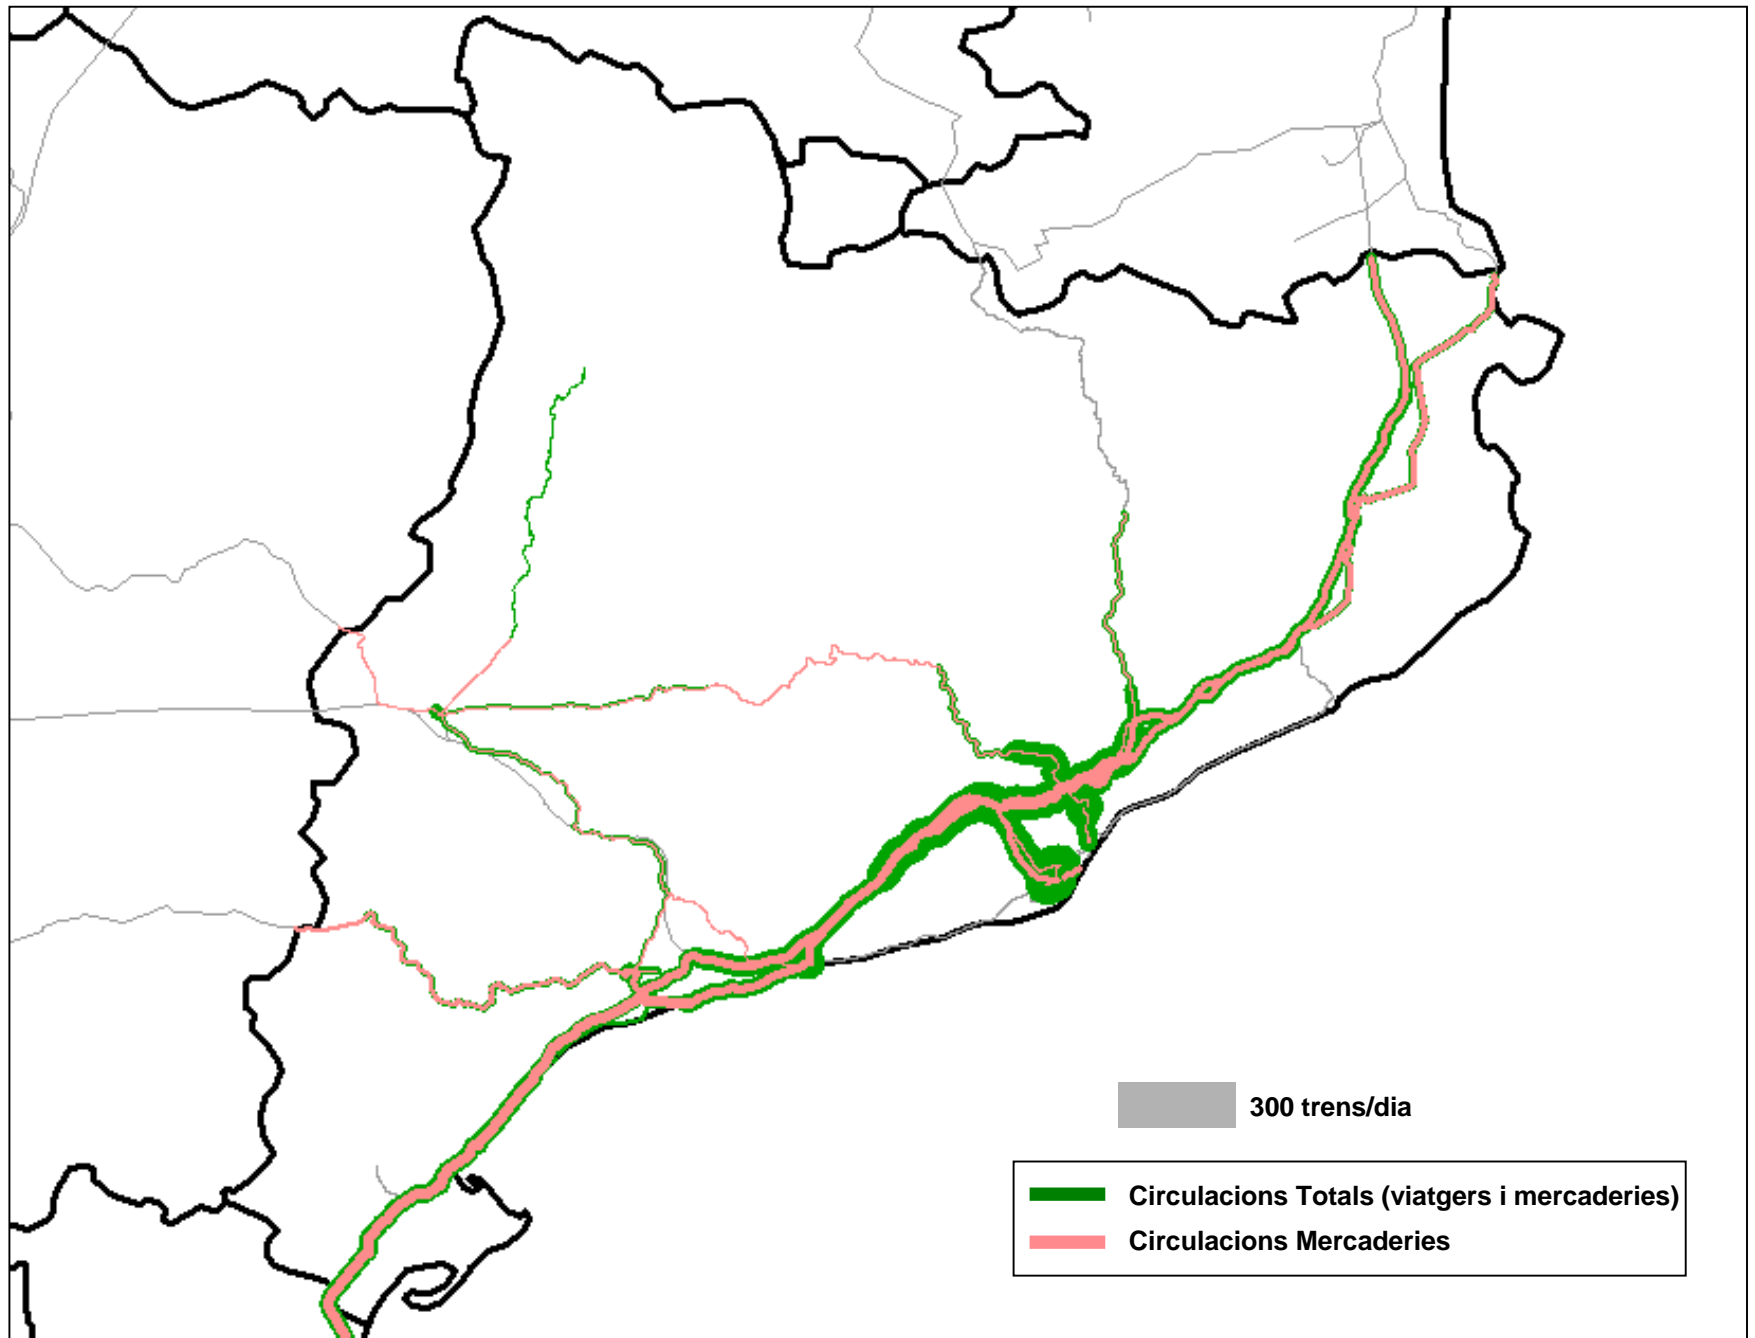 300 trens/dia
Circulacions Totals (viatgers i mercaderies)
Circulacions Mercaderies